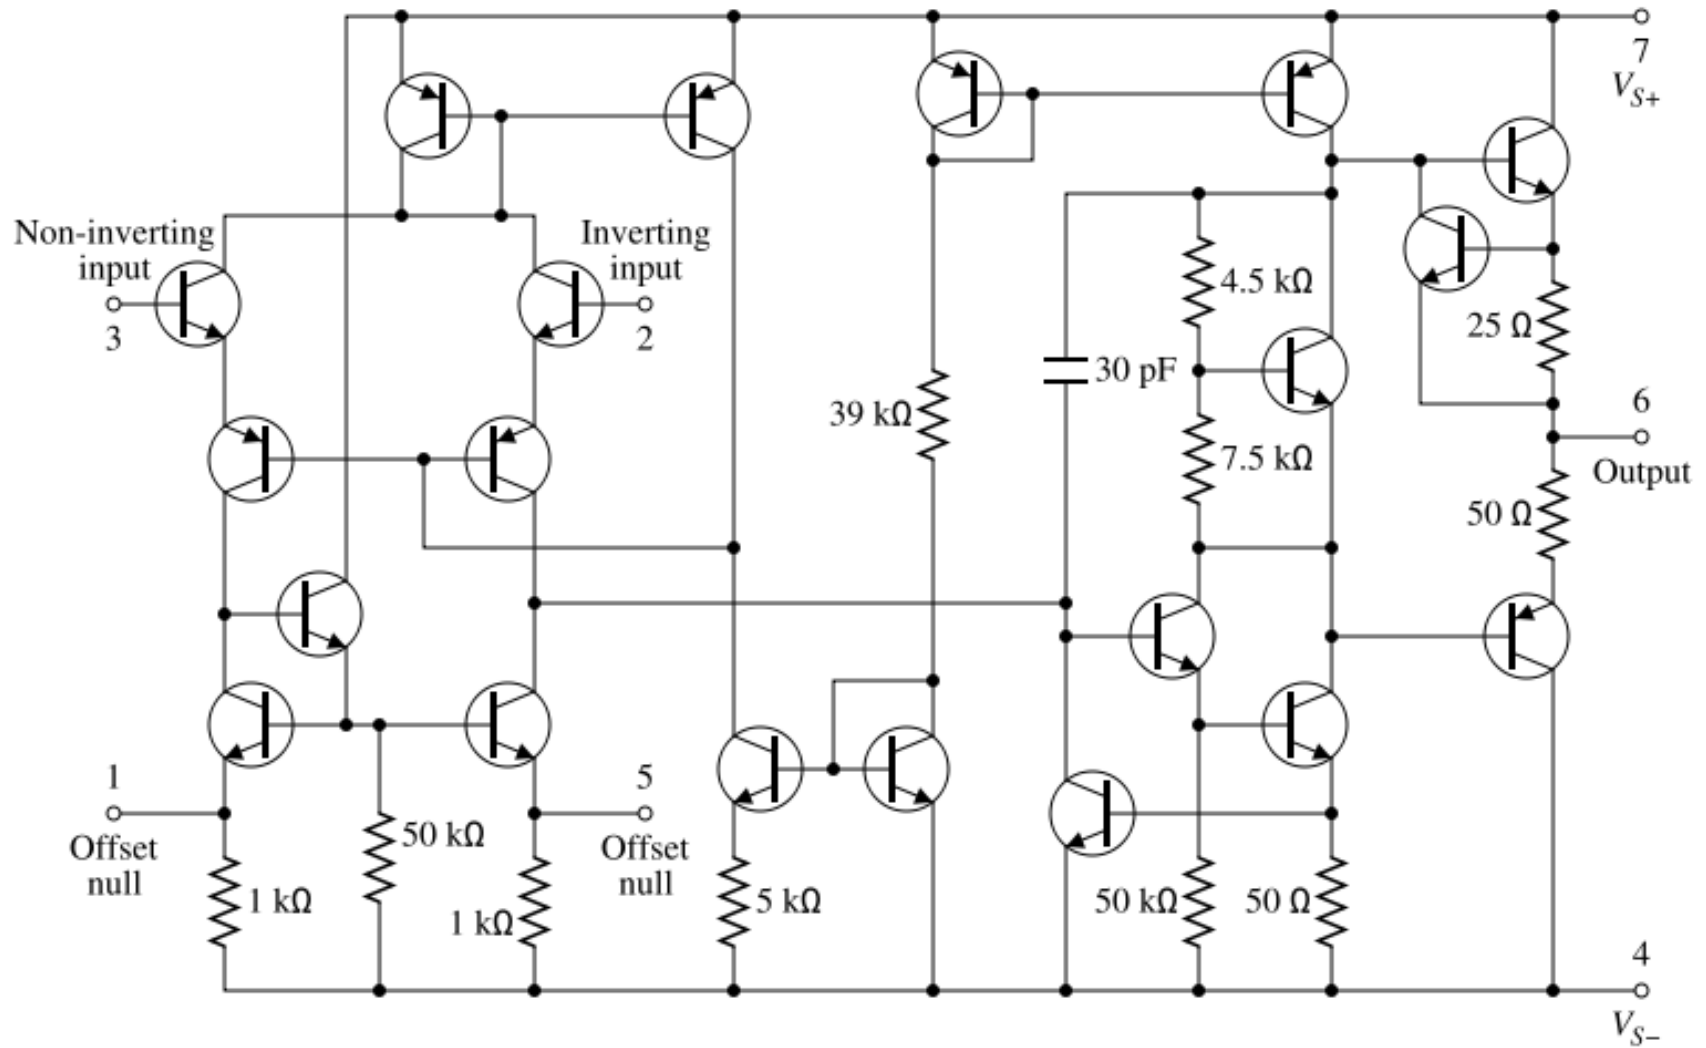 7
V_S+
Non-inverting
input
3
Inverting
input
2
4.5 kΩ
25 Ω
30 pF
39 kΩ
7.5 kΩ
6
Output
50 Ω
1
Offset
null
5
Offset
null
50 kΩ
1 kΩ
1 kΩ
5 kΩ
50 kΩ
50 Ω
4
V_S−